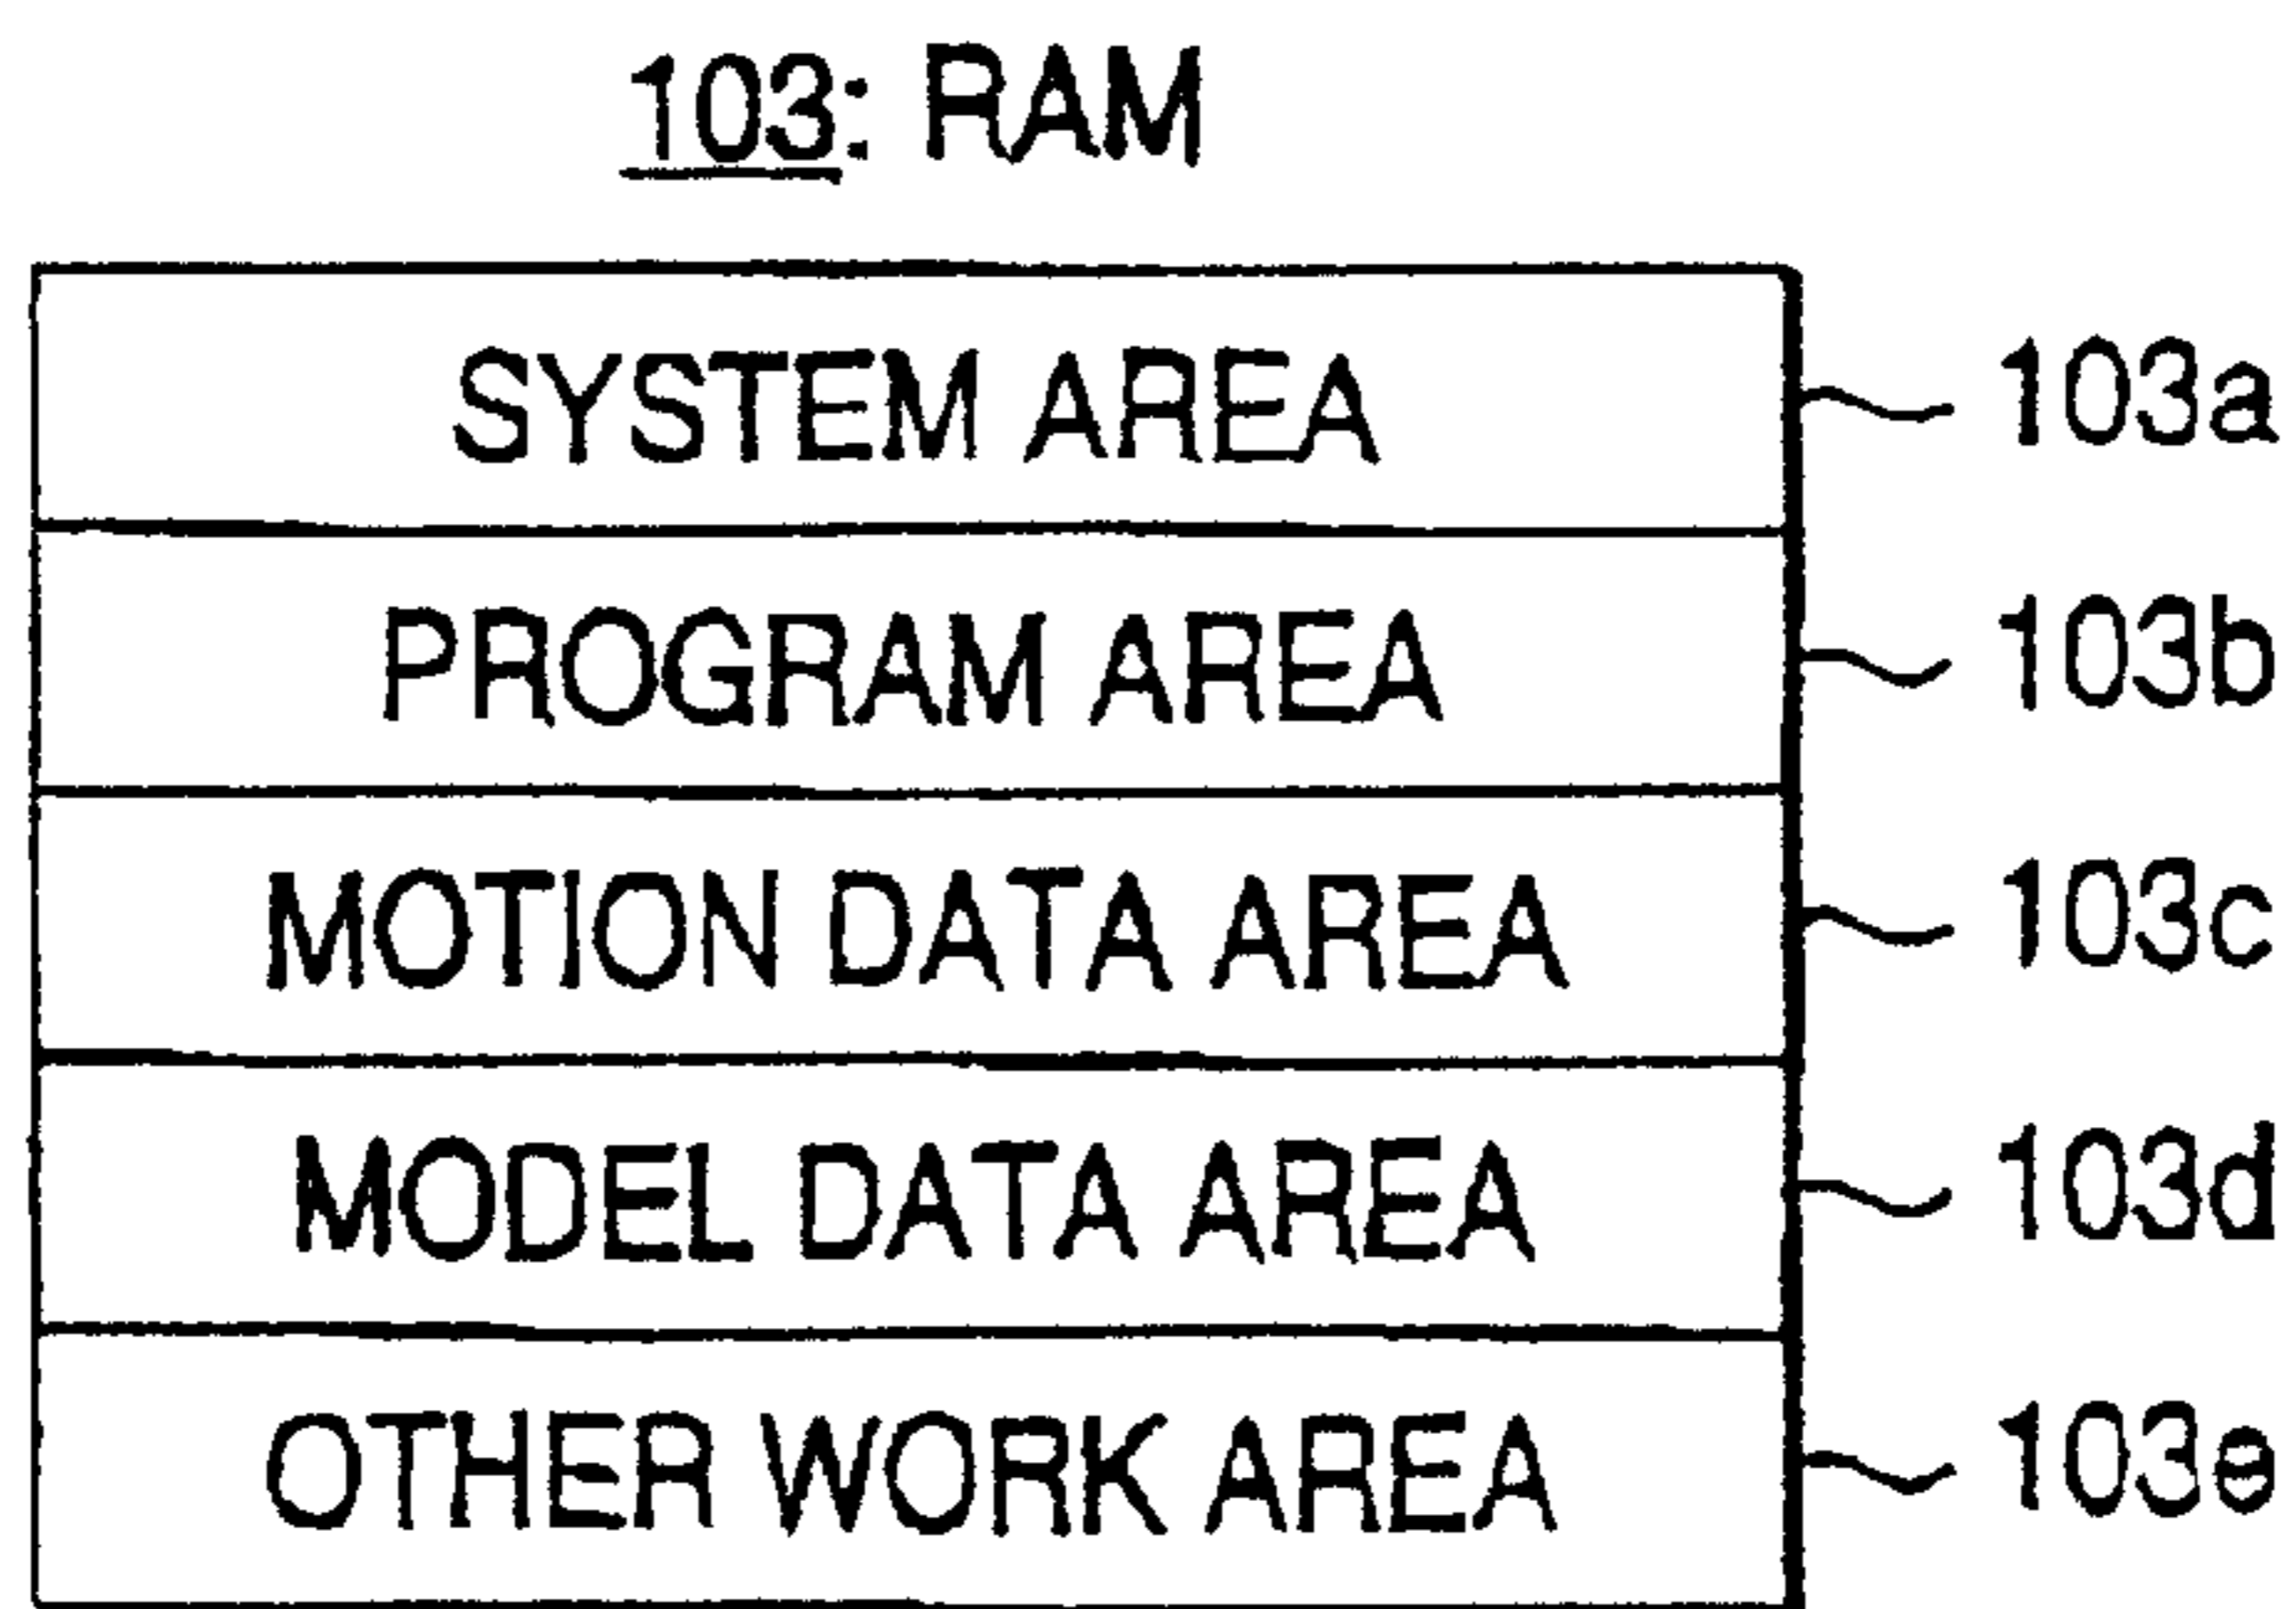 103: RAM
SYSTEM AREA 103a
PROGRAM AREA 103b
MOTION DATA AREA 103c
MODEL DATA AREA 103d
OTHER WORK AREA 103e